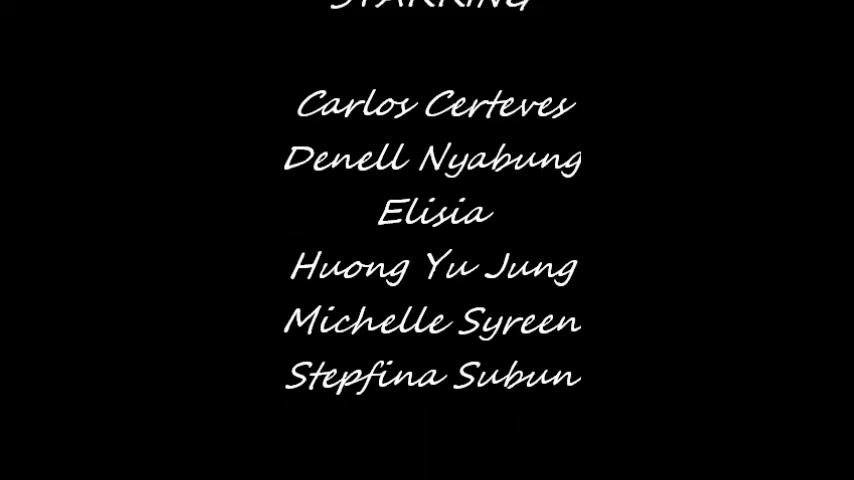 STARRING
Carlos Certeves
Denell Nyabung
Elisia
Huong Yu Jung
Michelle Syreen
Stepfina Subun